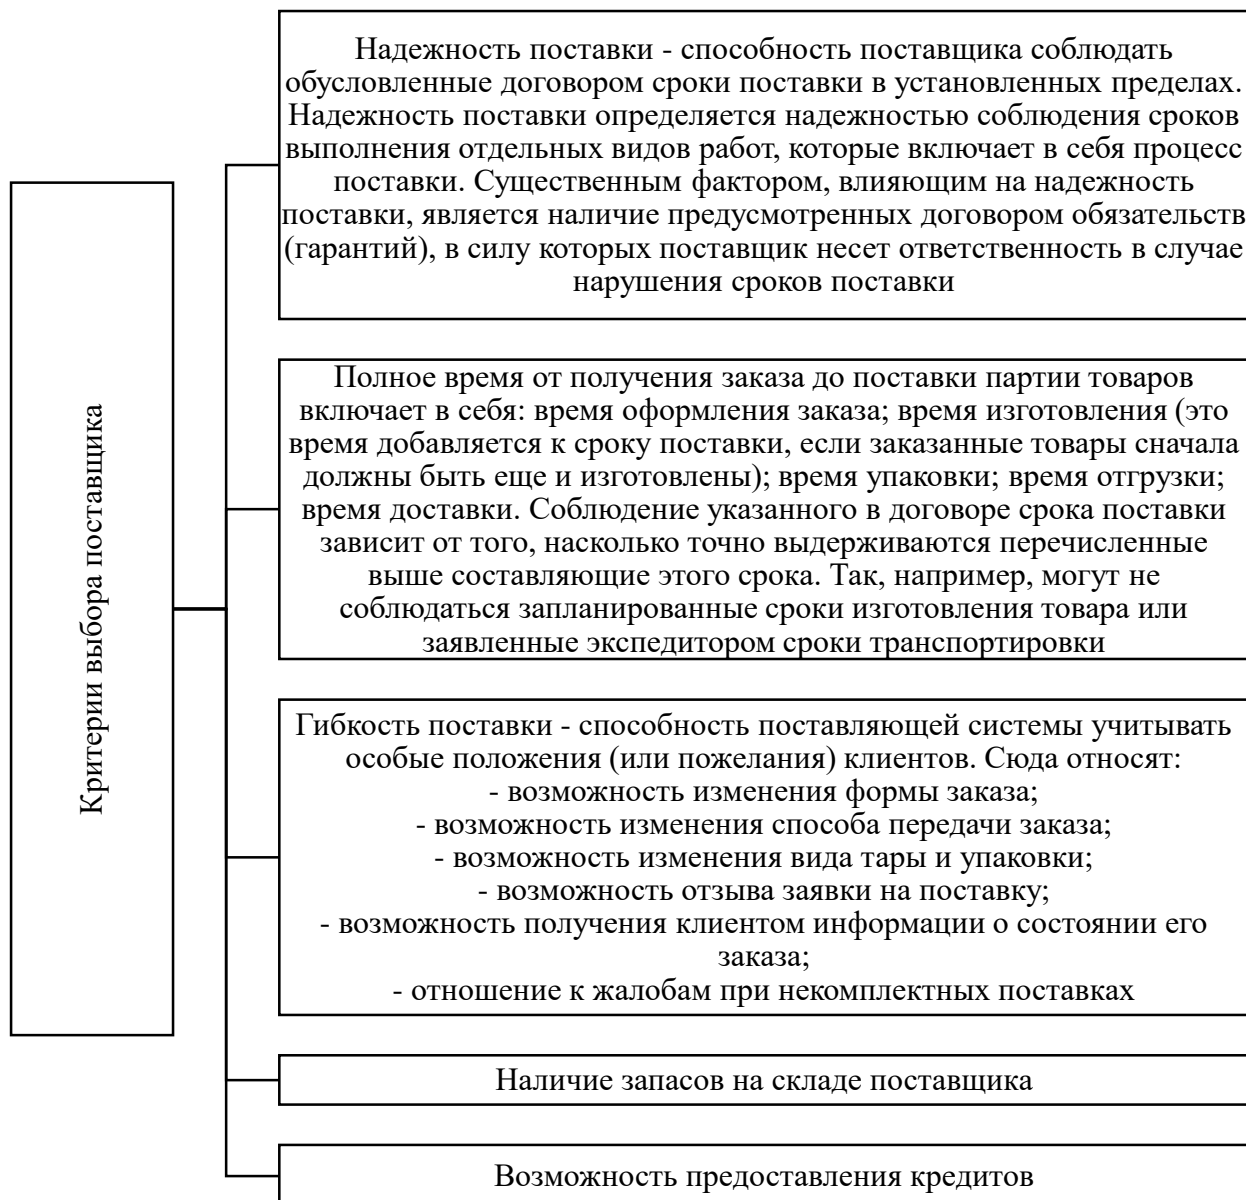 Критерии выбора поставщика
Надежность поставки - способность поставщика соблюдать
обусловленные договором сроки поставки в установленных пределах.
Надежность поставки определяется надежностью соблюдения сроков
выполнения отдельных видов работ, которые включает в себя процесс
поставки. Существенным фактором, влияющим на надежность
поставки, является наличие предусмотренных договором обязательств
(гарантий), в силу которых поставщик несет ответственность в случае
нарушения сроков поставки
Полное время от получения заказа до поставки партии товаров
включает в себя: время оформления заказа; время изготовления (это
время добавляется к сроку поставки, если заказанные товары сначала
должны быть еще и изготовлены); время упаковки; время отгрузки;
время доставки. Соблюдение указанного в договоре срока поставки
зависит от того, насколько точно выдерживаются перечисленные
выше составляющие этого срока. Так, например, могут не
соблюдаться запланированные сроки изготовления товара или
заявленные экспедитором сроки транспортировки
Гибкость поставки - способность поставляющей системы учитывать
особые положения (или пожелания) клиентов. Сюда относят:
- возможность изменения формы заказа;
- возможность изменения способа передачи заказа;
- возможность изменения вида тары и упаковки;
- возможность отзыва заявки на поставку;
- возможность получения клиентом информации о состоянии его
заказа;
- отношение к жалобам при некомплектных поставках
Наличие запасов на складе поставщика
Возможность предоставления кредитов